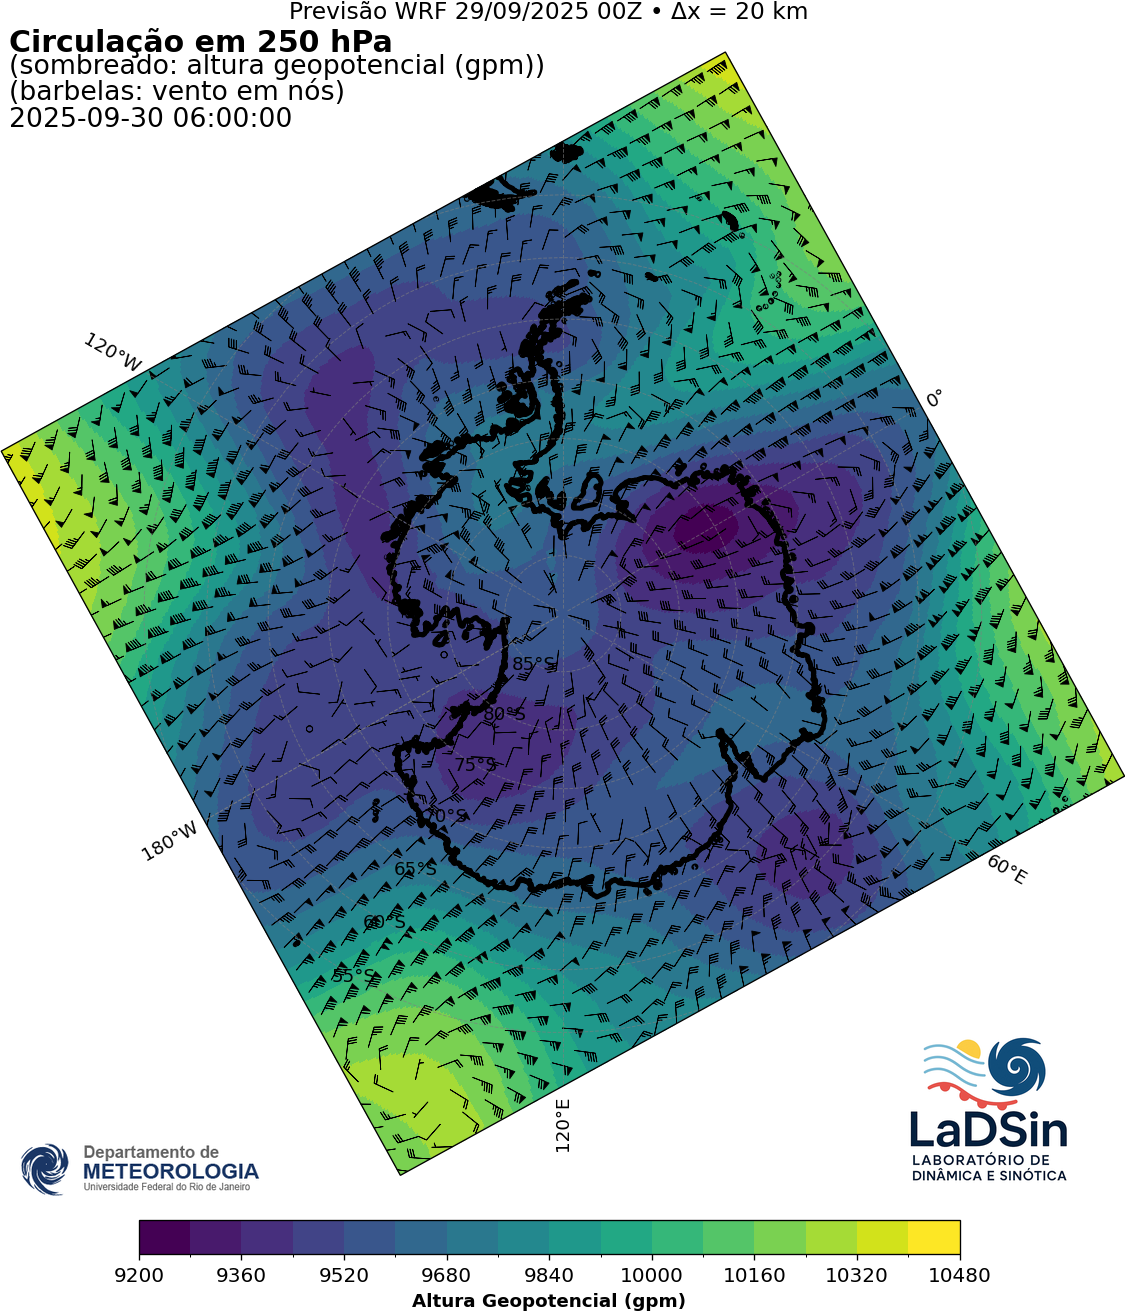 Previsão WRF 29/09/2025 00Z • Δx = 20 km
Circulação em 250 hPa
(sombreado: altura geopotencial (gpm))
(barbelas: vento em nós)
2025-09-30 06:00:00
120°W
0°
85°S
80°S
75°S
70°S
180°W
65°S
60°E
60°S
55°S
120°E
LaDSin
LABORATÓRIO DE
DINÂMICA E SINÓTICA
Departamento de
METEOROLOGIA
Universidade Federal do Rio de Janeiro
9200 9360 9520 9680 9840 10000 10160 10320 10480
Altura Geopotencial (gpm)